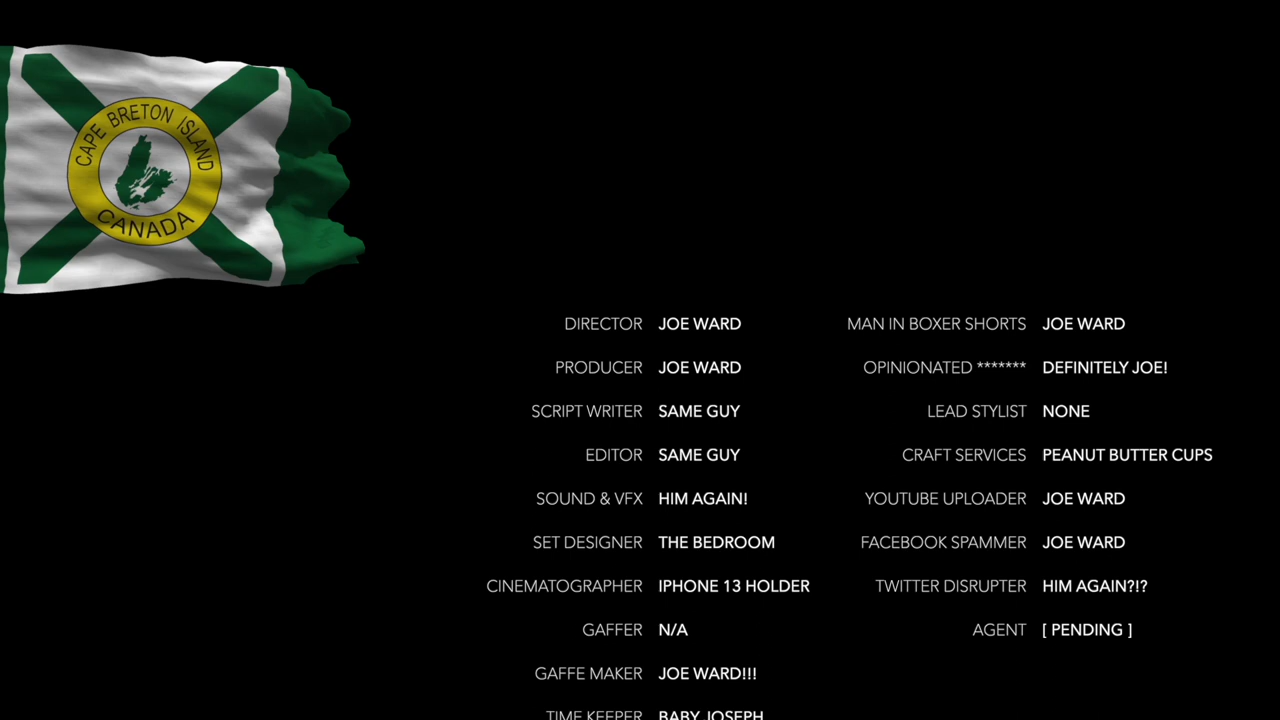 CAPE BRETON ISLAND
CANADA
DIRECTOR JOE WARD
PRODUCER JOE WARD
SCRIPT WRITER SAME GUY
EDITOR SAME GUY
SOUND & VFX HIM AGAIN!
SET DESIGNER THE BEDROOM
CINEMATOGRAPHER IPHONE 13 HOLDER
GAFFER N/A
GAFFE MAKER JOE WARD!!!
TIME KEEPER BABY JOSEPH
MAN IN BOXER SHORTS JOE WARD
OPINIONATED ******* DEFINITELY JOE!
LEAD STYLIST NONE
CRAFT SERVICES PEANUT BUTTER CUPS
YOUTUBE UPLOADER JOE WARD
FACEBOOK SPAMMER JOE WARD
TWITTER DISRUPTER HIM AGAIN?!?
AGENT [ PENDING ]